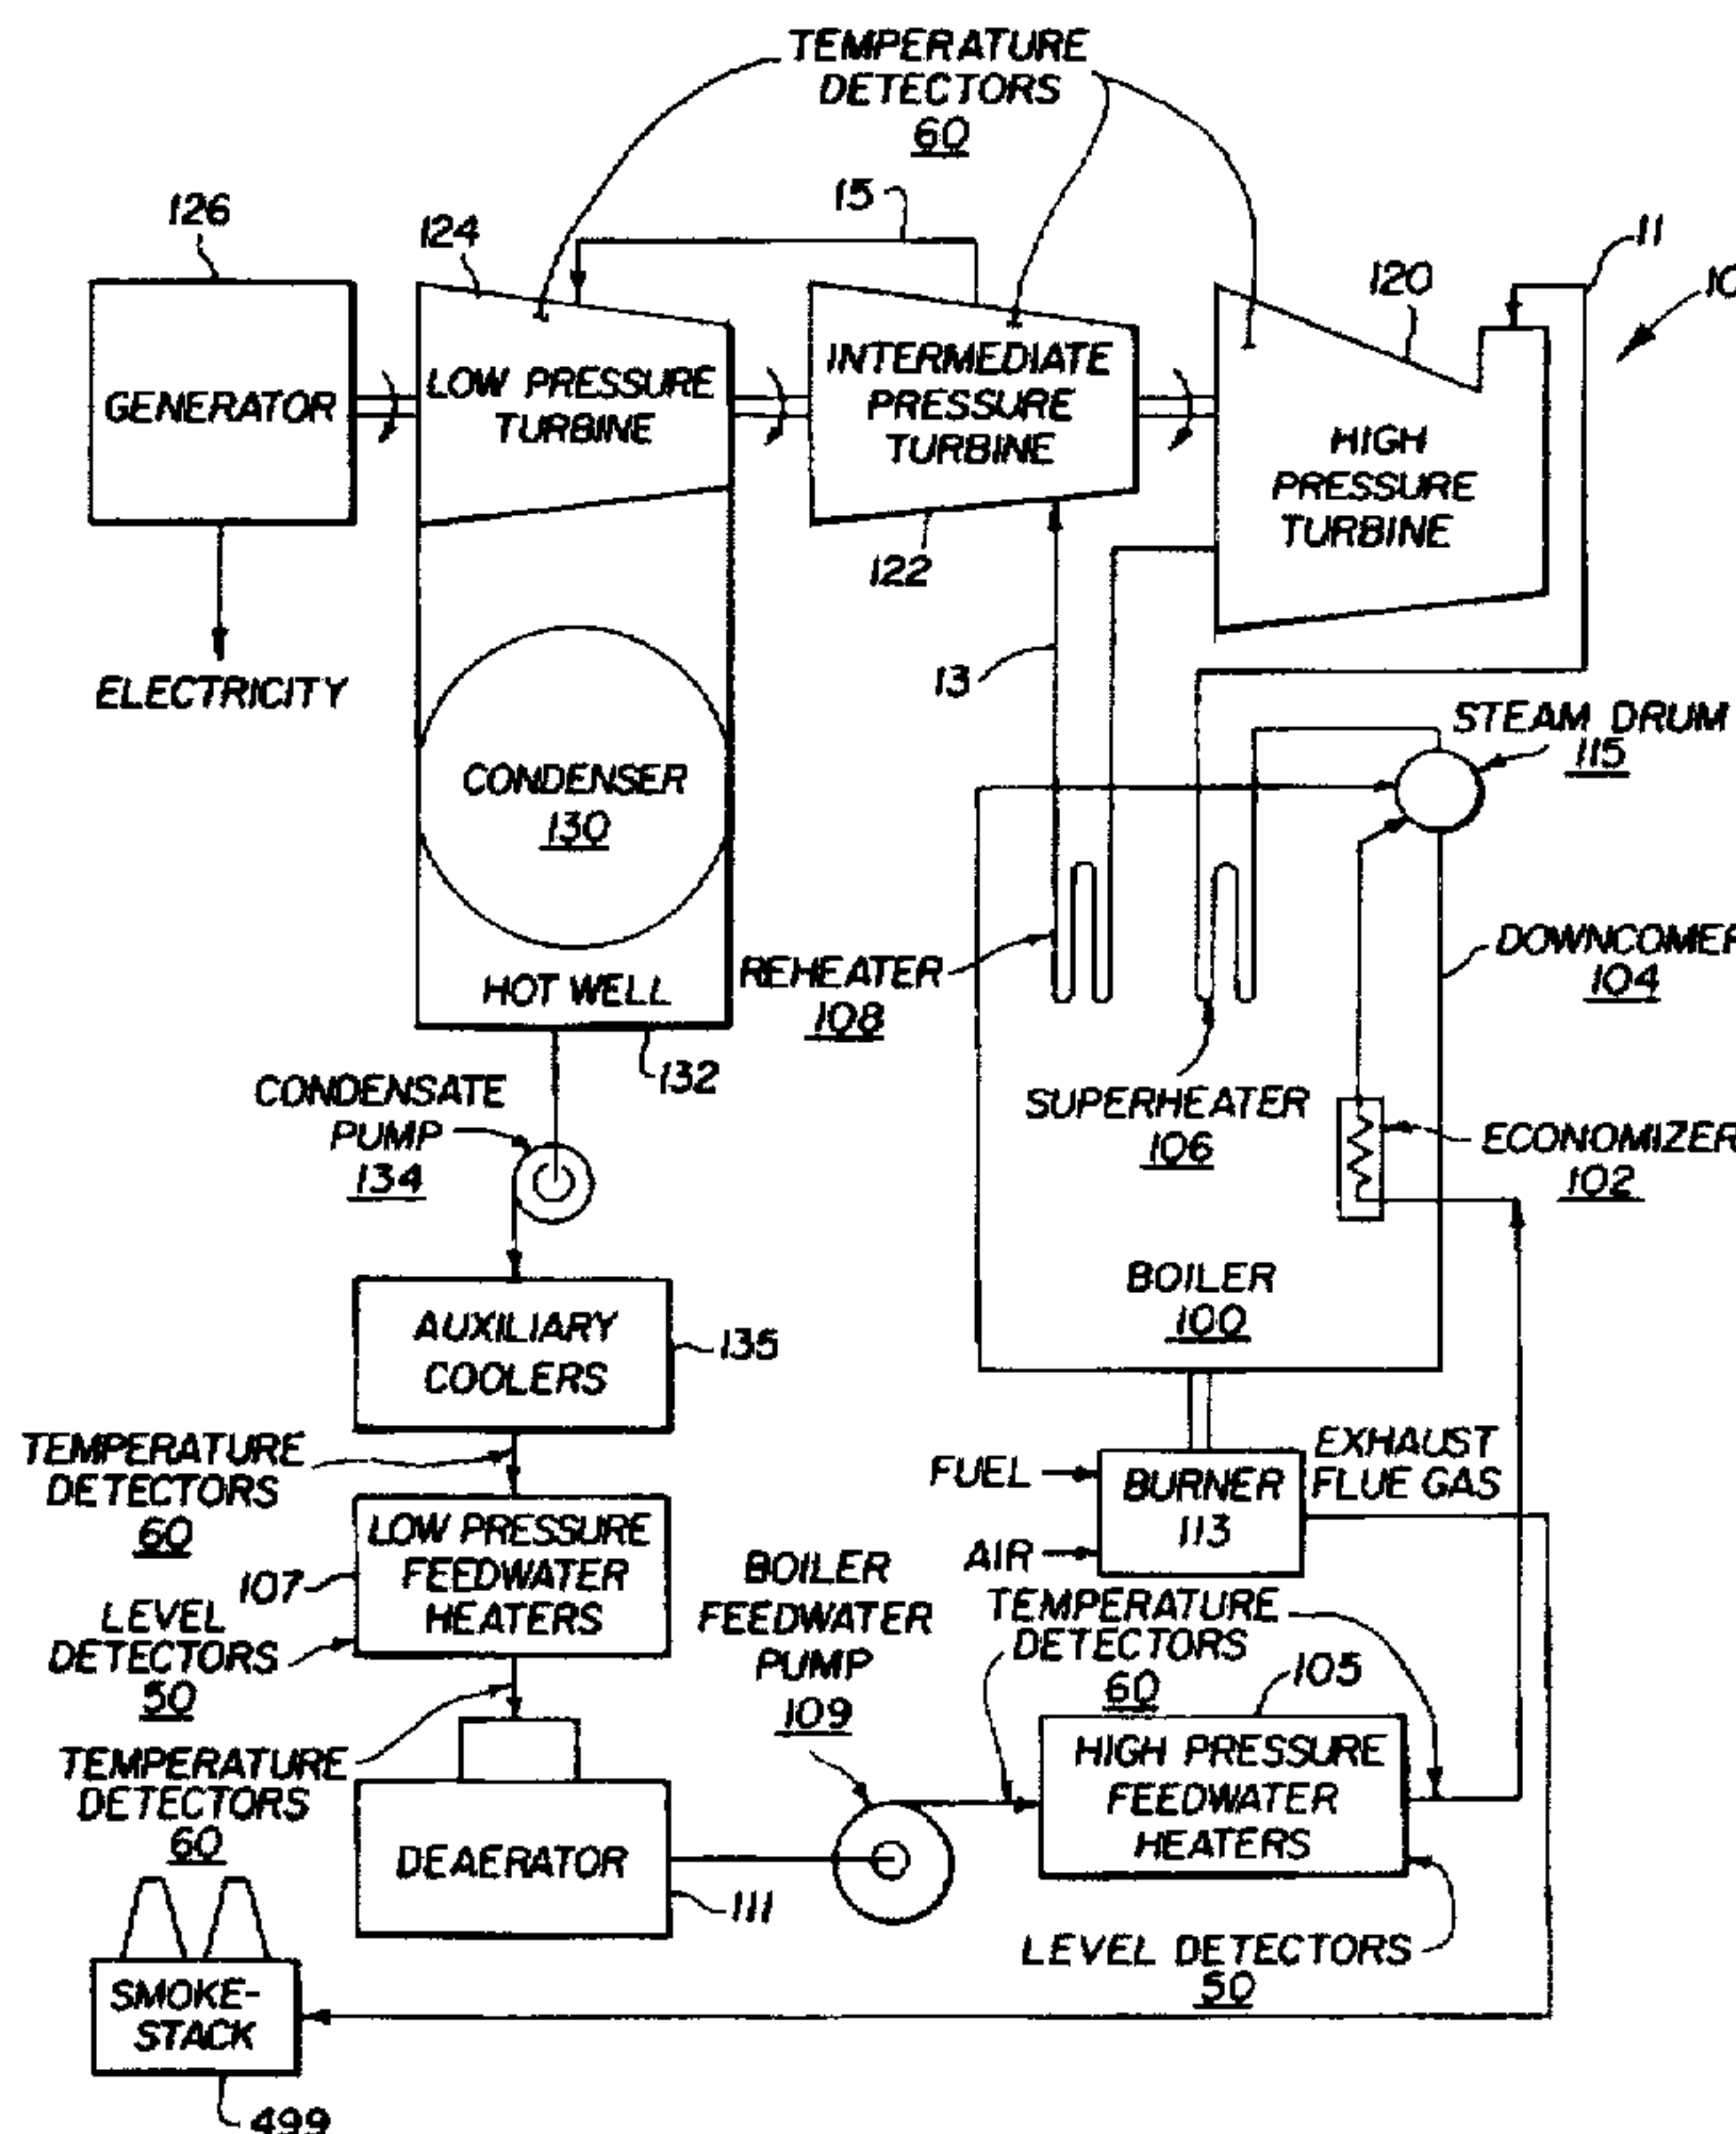 TEMPERATURE
DETECTORS
60
126
124
15
11
120
10
GENERATOR
LOW PRESSURE
TURBINE
INTERMEDIATE
PRESSURE
TURBINE
HIGH
PRESSURE
TURBINE
122
ELECTRICITY
13
STEAM DRUM
115
CONDENSER
130
DOWNCOMER
104
REHEATER
108
HOT WELL
132
CONDENSATE
PUMP
134
SUPERHEATER
106
ECONOMIZER
102
BOILER
100
AUXILIARY
COOLERS
135
TEMPERATURE
DETECTORS
60
FUEL
AIR
BURNER
113
EXHAUST
FLUE GAS
LOW PRESSURE
FEEDWATER
HEATERS
107
LEVEL
DETECTORS
50
BOILER
FEEDWATER
PUMP
109
TEMPERATURE
DETECTORS
60
105
TEMPERATURE
DETECTORS
60
HIGH PRESSURE
FEEDWATER
HEATERS
DEAERATOR
111
LEVEL DETECTORS
50
SMOKE-
STACK
499